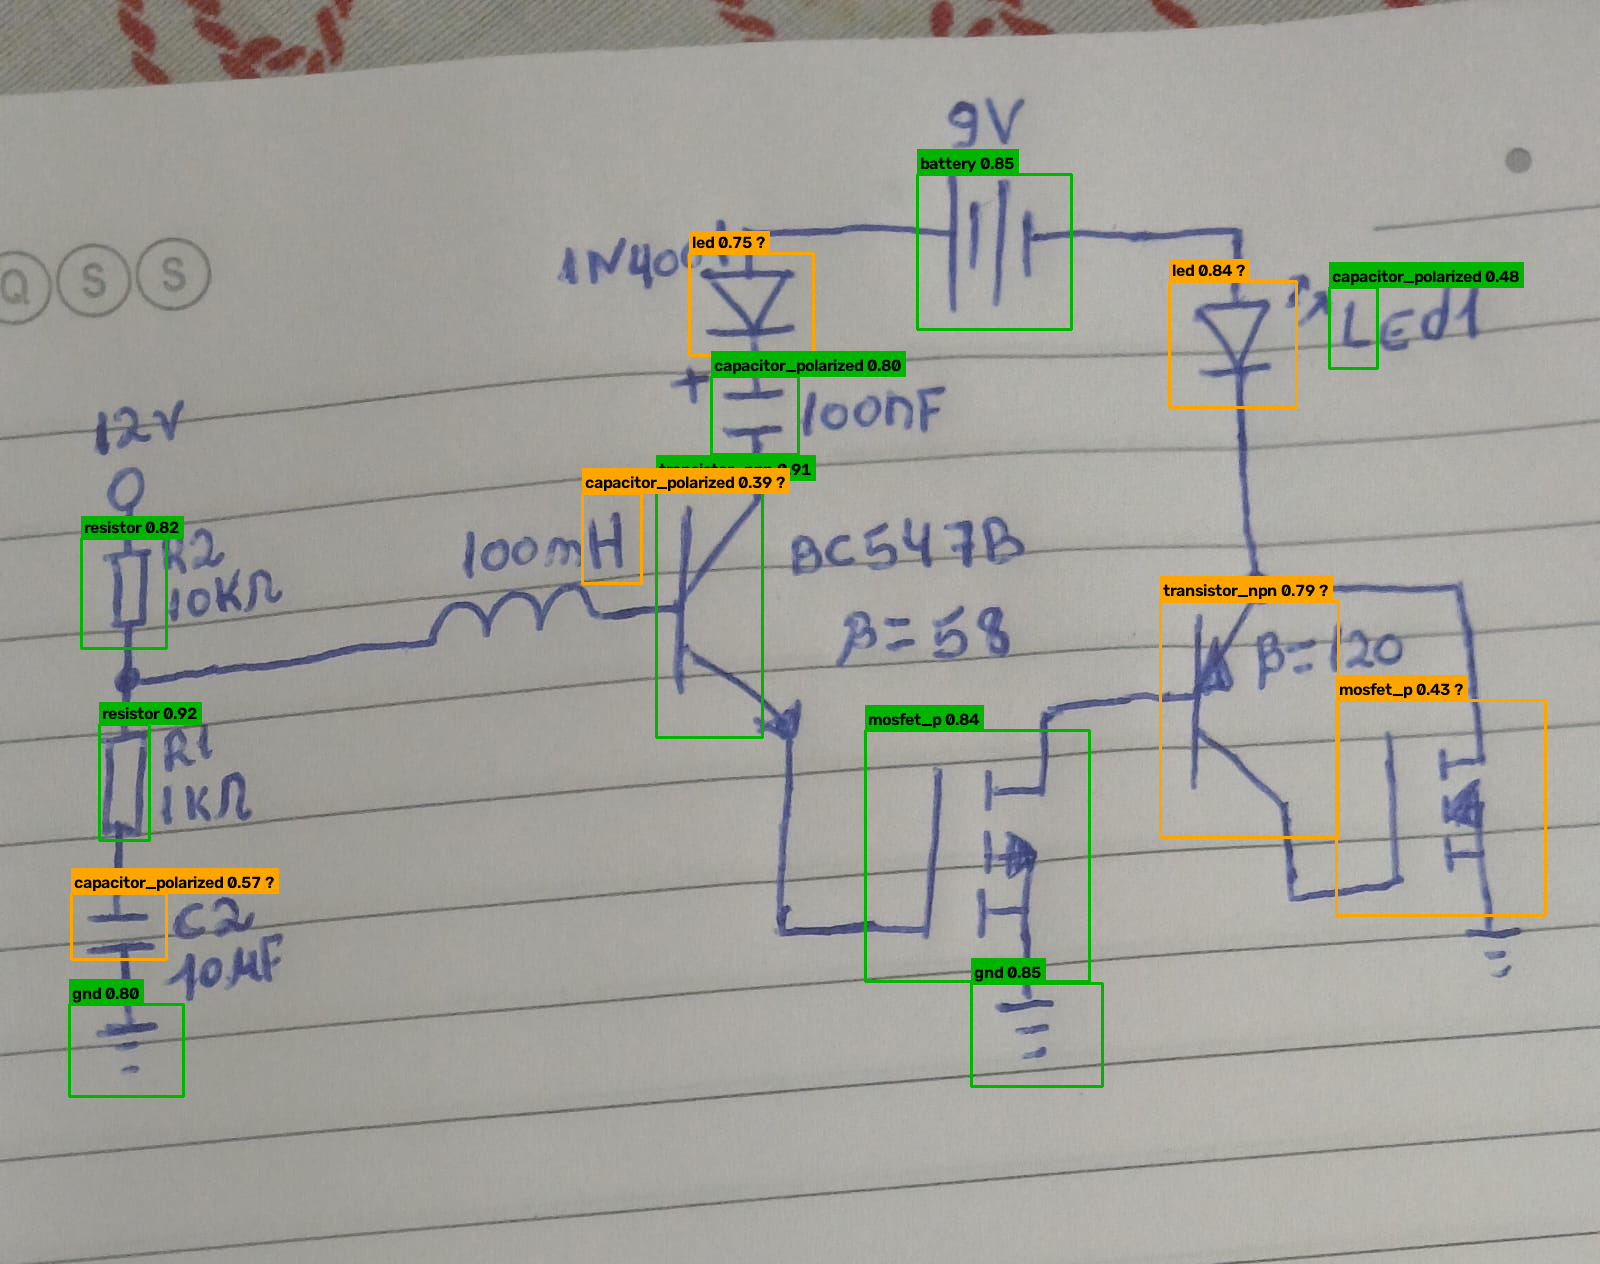 9V
battery 0.85
Q S S
1N400
led 0.75 ?
led 0.84 ?
capacitor_polarized 0.48
LEd1
capacitor_polarized 0.80
+
100nF
12V
transistor_npn 0.91
capacitor_polarized 0.39 ?
resistor 0.82
R2
10KΩ
100mH
BC547B
β=58
transistor_npn 0.79 ?
β=120
mosfet_p 0.43 ?
resistor 0.92
R1
1KΩ
mosfet_p 0.84
capacitor_polarized 0.57 ?
C2
10µF
gnd 0.80
gnd 0.85